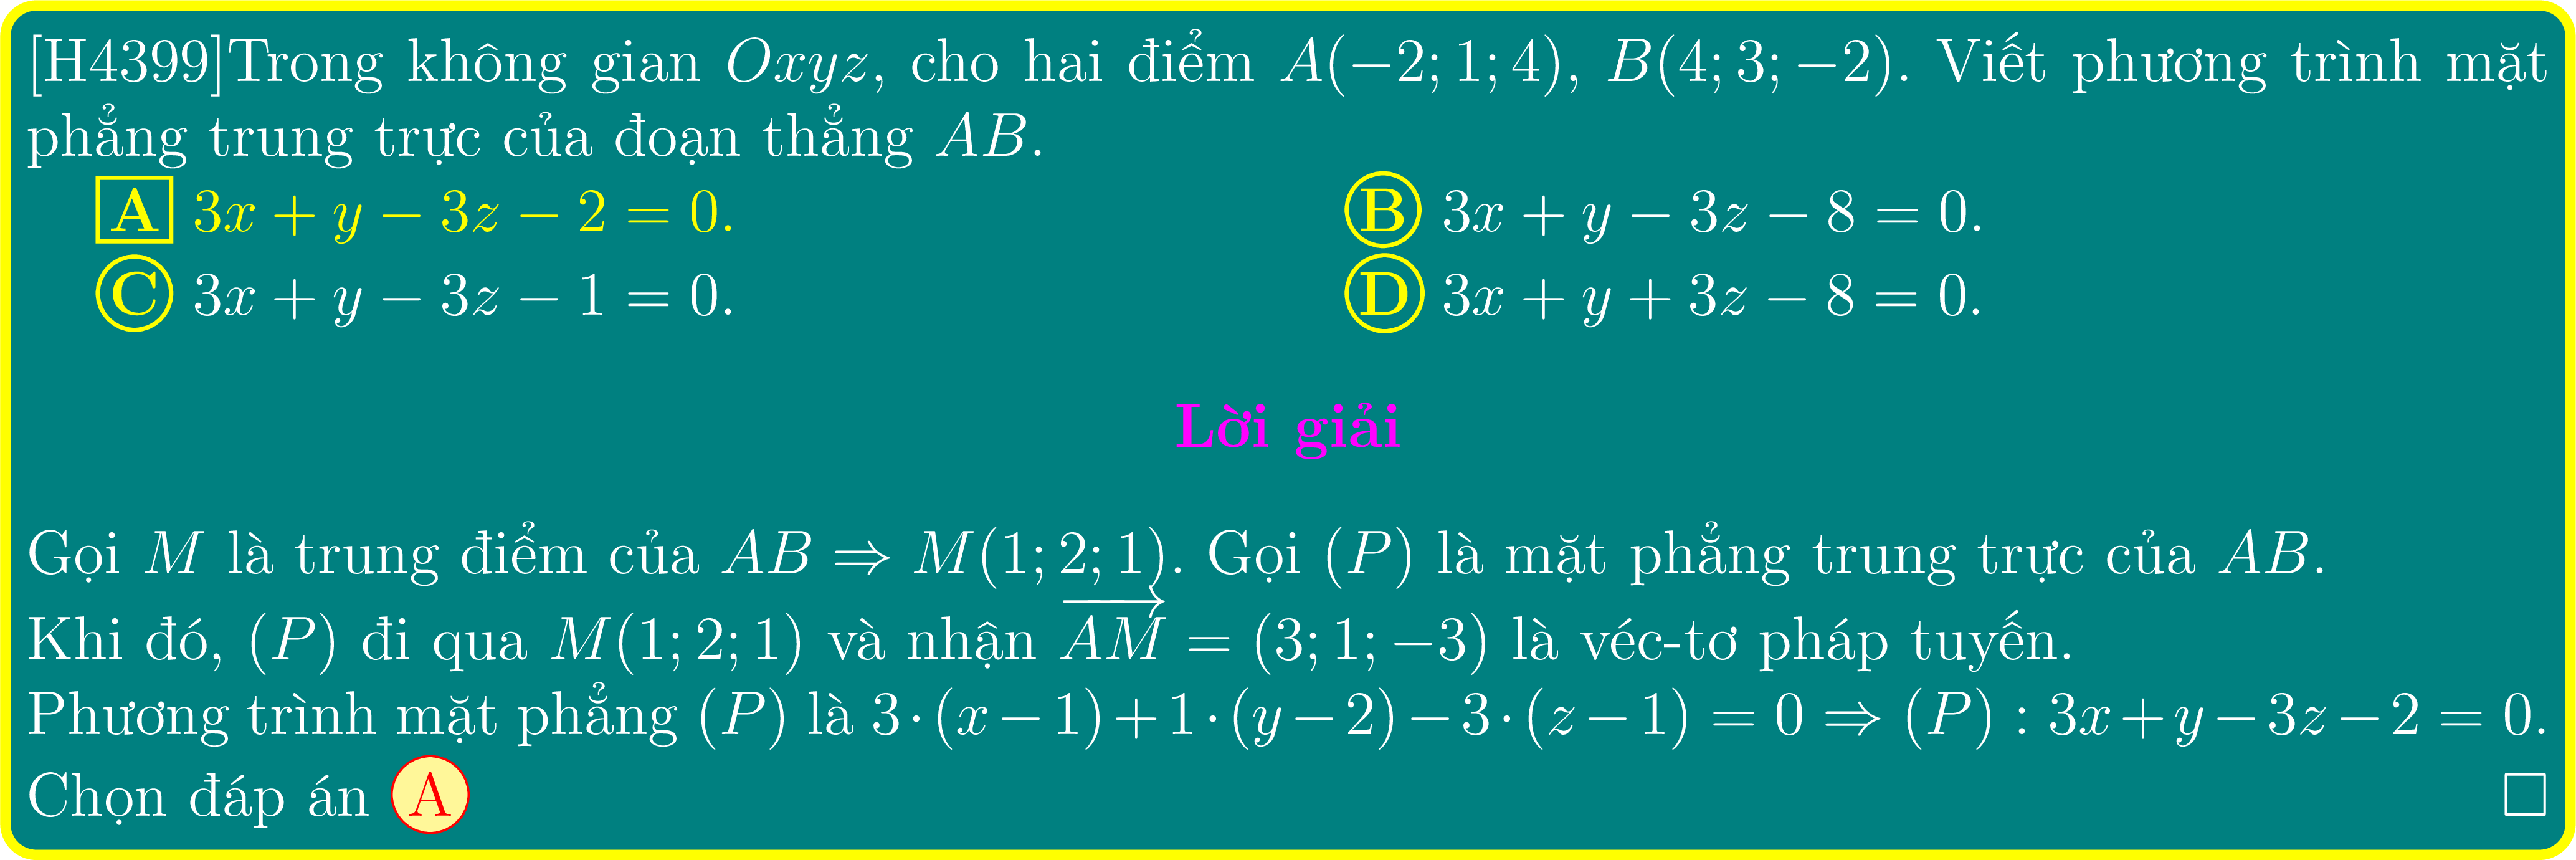 [H4399]Trong không gian Oxyz, cho hai điểm A(−2; 1; 4), B(4; 3; −2). Viết phương trình mặt
phẳng trung trực của đoạn thẳng AB.
A 3x + y − 3z − 2 = 0. B 3x + y − 3z − 8 = 0.
C 3x + y − 3z − 1 = 0. D 3x + y + 3z − 8 = 0.
Lời giải
Gọi M là trung điểm của AB ⇒ M(1; 2; 1). Gọi (P) là mặt phẳng trung trực của AB.
Khi đó, (P) đi qua M(1; 2; 1) và nhận \overrightarrow{AM} = (3; 1; −3) là véc-tơ pháp tuyến.
Phương trình mặt phẳng (P) là 3 · (x − 1) + 1 · (y − 2) − 3 · (z − 1) = 0 ⇒ (P) : 3x + y − 3z − 2 = 0.
Chọn đáp án A □